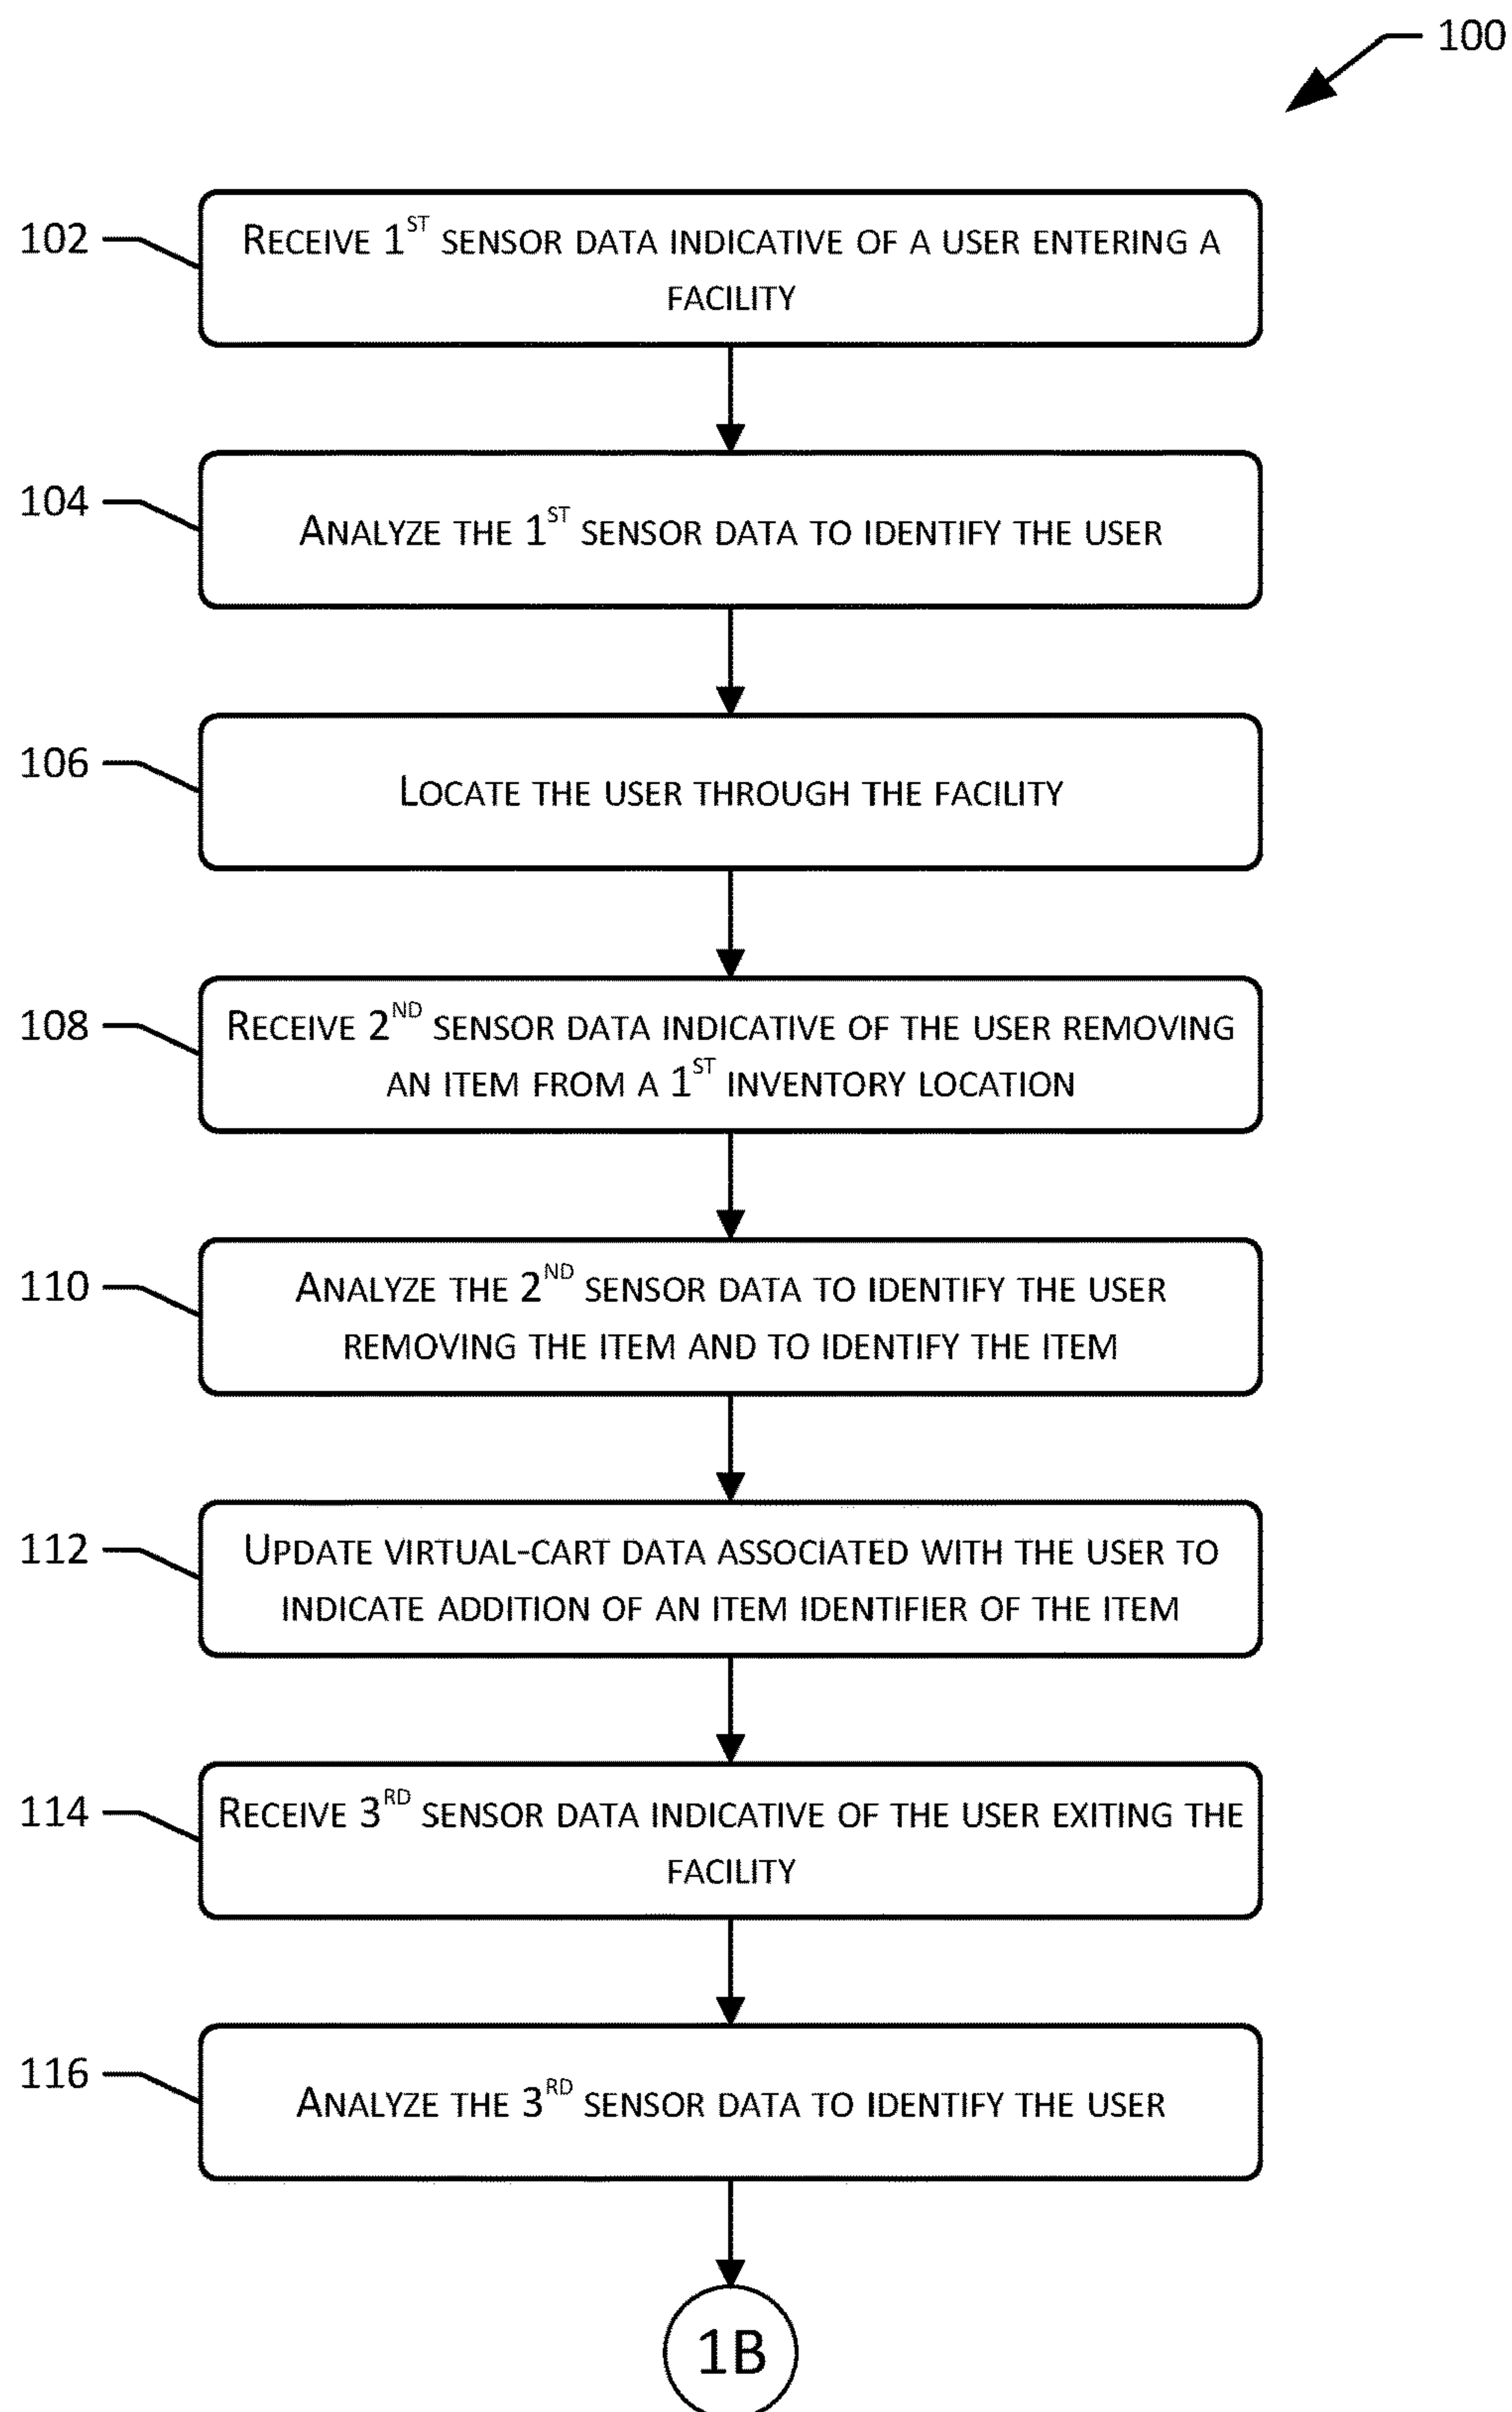 100
102
RECEIVE 1ST SENSOR DATA INDICATIVE OF A USER ENTERING A
FACILITY
104
ANALYZE THE 1ST SENSOR DATA TO IDENTIFY THE USER
106
LOCATE THE USER THROUGH THE FACILITY
108
RECEIVE 2ND SENSOR DATA INDICATIVE OF THE USER REMOVING
AN ITEM FROM A 1ST INVENTORY LOCATION
110
ANALYZE THE 2ND SENSOR DATA TO IDENTIFY THE USER
REMOVING THE ITEM AND TO IDENTIFY THE ITEM
112
UPDATE VIRTUAL-CART DATA ASSOCIATED WITH THE USER TO
INDICATE ADDITION OF AN ITEM IDENTIFIER OF THE ITEM
114
RECEIVE 3RD SENSOR DATA INDICATIVE OF THE USER EXITING THE
FACILITY
116
ANALYZE THE 3RD SENSOR DATA TO IDENTIFY THE USER
1B